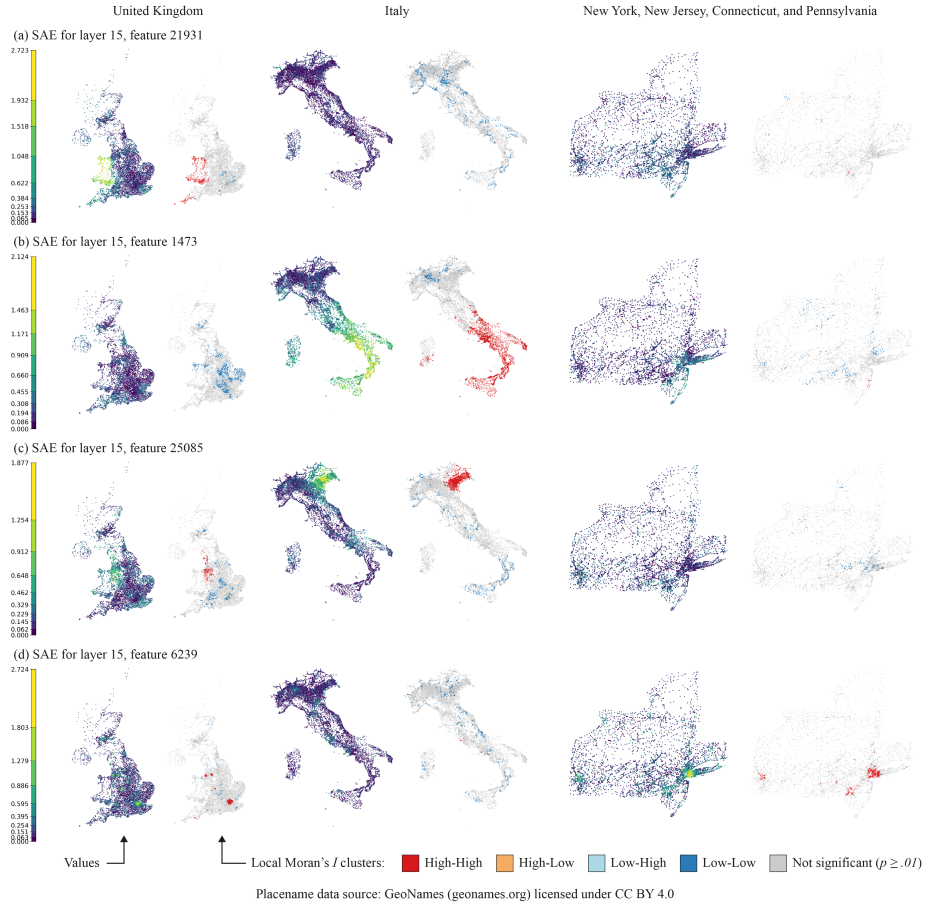 United Kingdom
Italy
New York, New Jersey, Connecticut, and Pennsylvania
(a) SAE for layer 15, feature 21931
2.723
1.932
1.518
1.048
0.622
0.384
0.253
0.153
0.065
0.000
(b) SAE for layer 15, feature 1473
2.124
1.463
1.171
0.909
0.660
0.455
0.308
0.194
0.086
0.000
(c) SAE for layer 15, feature 25085
1.877
1.254
0.912
0.648
0.462
0.329
0.229
0.145
0.062
0.000
(d) SAE for layer 15, feature 6239
2.724
1.803
1.279
0.886
0.595
0.394
0.254
0.151
0.063
0.000
Values
Local Moran's I clusters:
High-High
High-Low
Low-High
Low-Low
Not significant (p ≥ .01)
Placename data source: GeoNames (geonames.org) licensed under CC BY 4.0